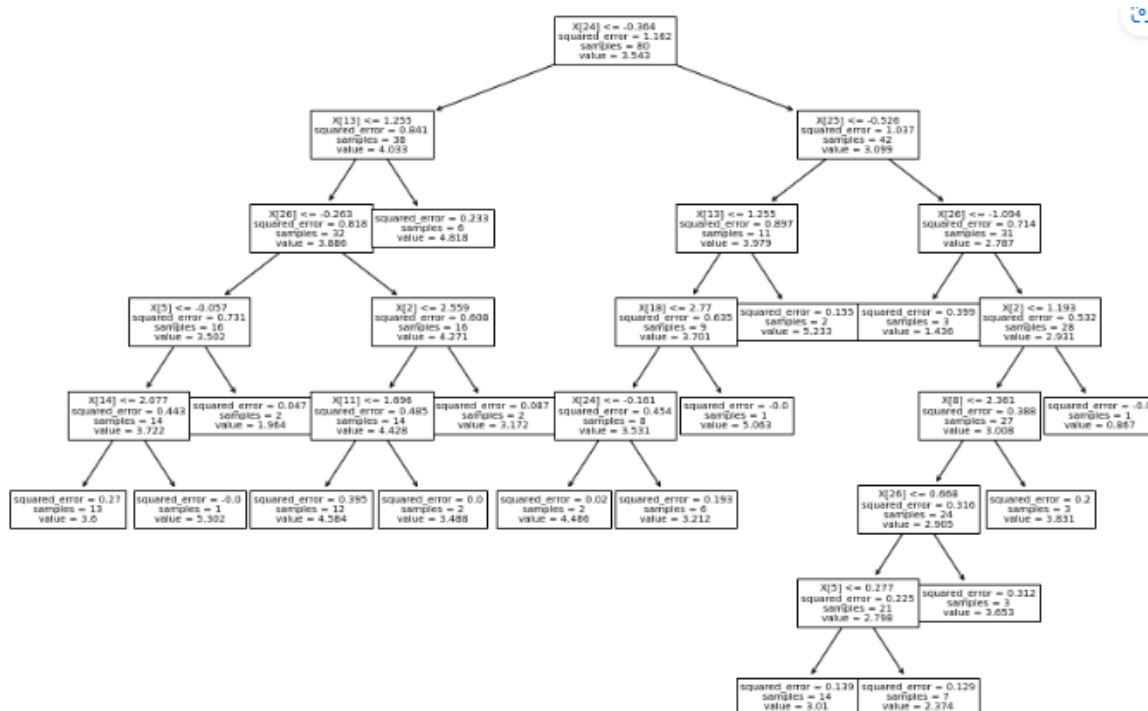 X[24] <= -0.364
squared_error = 1.162
samples = 80
value = 3.543
X[13] <= 1.255
squared_error = 0.841
samples = 38
value = 4.033
X[25] <= -0.526
squared_error = 1.037
samples = 42
value = 3.099
X[26] <= -0.263
squared_error = 0.818
samples = 32
value = 3.886
squared_error = 0.233
samples = 6
value = 4.818
X[13] <= 1.255
squared_error = 0.897
samples = 11
value = 3.979
X[26] <= -1.094
squared_error = 0.714
samples = 31
value = 2.787
X[5] <= -0.057
squared_error = 0.731
samples = 16
value = 3.502
X[2] <= 2.559
squared_error = 0.608
samples = 16
value = 4.271
X[18] <= 2.77
squared_error = 0.635
samples = 9
value = 3.701
squared_error = 0.155
samples = 2
value = 5.233
squared_error = 0.399
samples = 3
value = 1.436
X[2] <= 1.193
squared_error = 0.532
samples = 28
value = 2.931
X[14] <= 2.077
squared_error = 0.443
samples = 14
value = 3.722
squared_error = 0.047
samples = 2
value = 1.964
X[11] <= 1.696
squared_error = 0.485
samples = 14
value = 4.428
squared_error = 0.087
samples = 2
value = 3.172
X[24] <= -0.161
squared_error = 0.454
samples = 8
value = 3.531
squared_error = -0.0
samples = 1
value = 5.063
X[8] <= 2.361
squared_error = 0.388
samples = 27
value = 3.008
squared_error = -0.0
samples = 1
value = 0.867
squared_error = 0.27
samples = 13
value = 3.6
squared_error = -0.0
samples = 1
value = 5.302
squared_error = 0.395
samples = 12
value = 4.584
squared_error = 0.0
samples = 2
value = 3.488
squared_error = 0.02
samples = 2
value = 4.486
squared_error = 0.193
samples = 6
value = 3.212
X[26] <= 0.668
squared_error = 0.316
samples = 24
value = 2.905
squared_error = 0.2
samples = 3
value = 3.831
X[5] <= 0.277
squared_error = 0.225
samples = 21
value = 2.798
squared_error = 0.312
samples = 3
value = 3.653
squared_error = 0.139
samples = 14
value = 3.01
squared_error = 0.129
samples = 7
value = 2.374